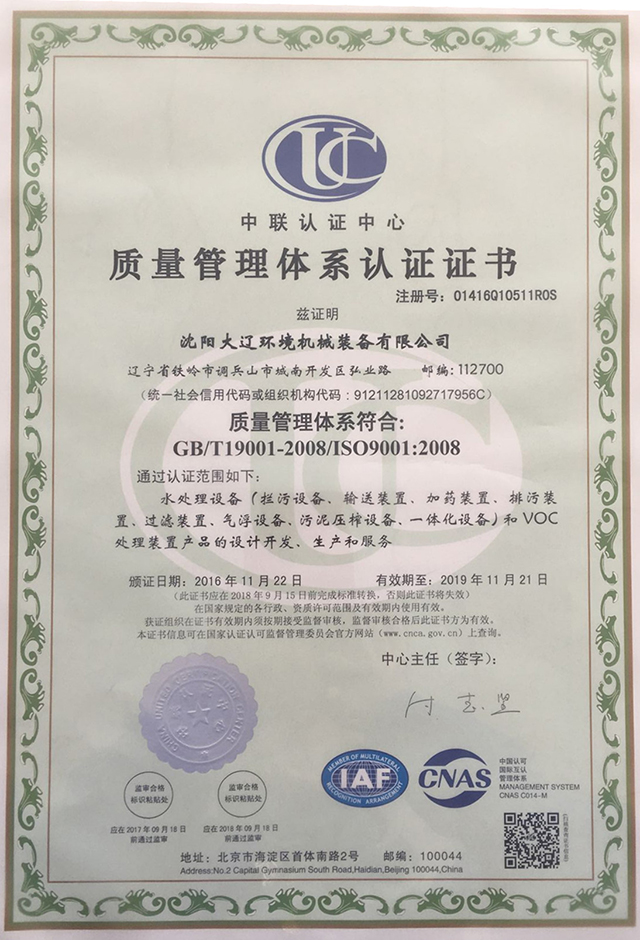 CUC
中联认证中心
质量管理体系认证证书
注册号：01416Q10511R0S
兹证明
沈阳大辽环境机械装备有限公司
辽宁省铁岭市调兵山市城南开发区弘业路 邮编：112700
（统一社会信用代码或组织机构代码：91211281092717956C）
质量管理体系符合：
GB/T19001-2008/ISO9001:2008
通过认证范围如下：
水处理设备（拦污设备、输送装置、加药装置、排污装
置、过滤装置、气浮设备、污泥压榨设备、一体化设备）和 VOC
处理装置产品的设计开发、生产和服务
颁证日期：2016 年 11 月 22 日 有效期至：2019 年 11 月 21 日
（此证书应在 2018 年 9 月 15 日前完成标准转换，否则此证书将失效）
在国家规定的各行政、资质许可范围及有效期内使用有效。
获证组织在证书有效期内须按期接受监督审核，监督审核合格后此证书方为有效。
本证书信息可在国家认证认可监督管理委员会官方网站（www.cnca.gov.cn）上查询。
中心主任（签字）：
MEMBER OF MULTILATERAL
IAF
RECOGNITION ARRANGEMENT
CNAS
中国认可
国际互认
管理体系
MANAGEMENT SYSTEM
CNAS C014-M
监审合格
标识粘贴处
应在 2017 年 09 月 18 日
前通过监审
监审合格
标识粘贴处
应在 2018 年 09 月 18 日
前通过监审
地址：北京市海淀区首体南路2号 邮编：100044
Address:No.2 Capital Gymnasium South Road,Haidian,Beijing 100044,China